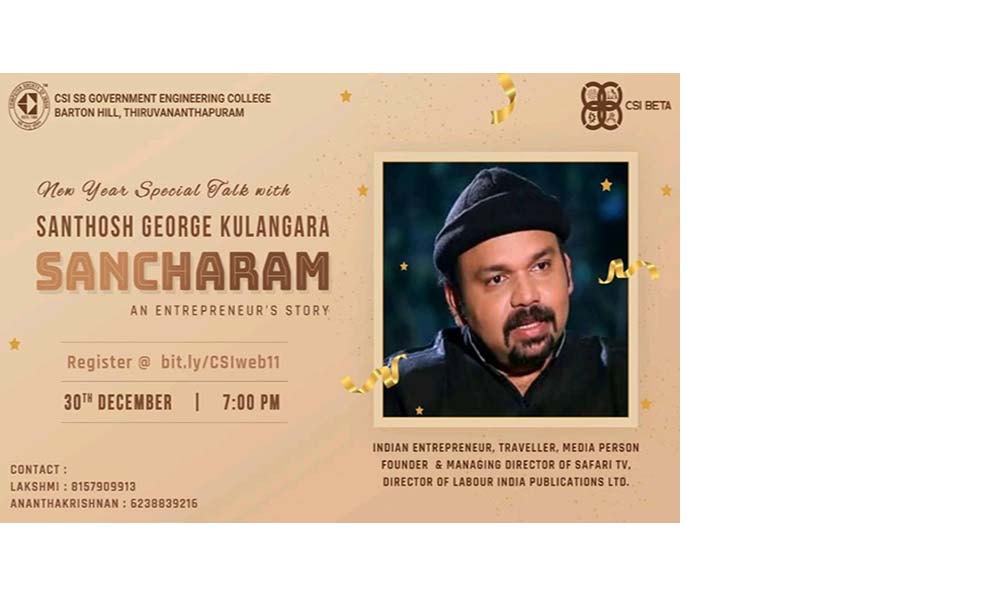 CSI SB GOVERNMENT ENGINEERING COLLEGE
BARTON HILL, THIRUVANANTHAPURAM
CSI BETA
New Year Special Talk with
SANTHOSH GEORGE KULANGARA
SANCHARAM
AN ENTREPRENEUR'S STORY
Register @ bit.ly/CSIweb11
30TH DECEMBER | 7:00 PM
INDIAN ENTREPRENEUR, TRAVELLER, MEDIA PERSON
FOUNDER & MANAGING DIRECTOR OF SAFARI TV,
DIRECTOR OF LABOUR INDIA PUBLICATIONS LTD.
CONTACT :
LAKSHMI : 8157909913
ANANTHAKRISHNAN : 6238839216